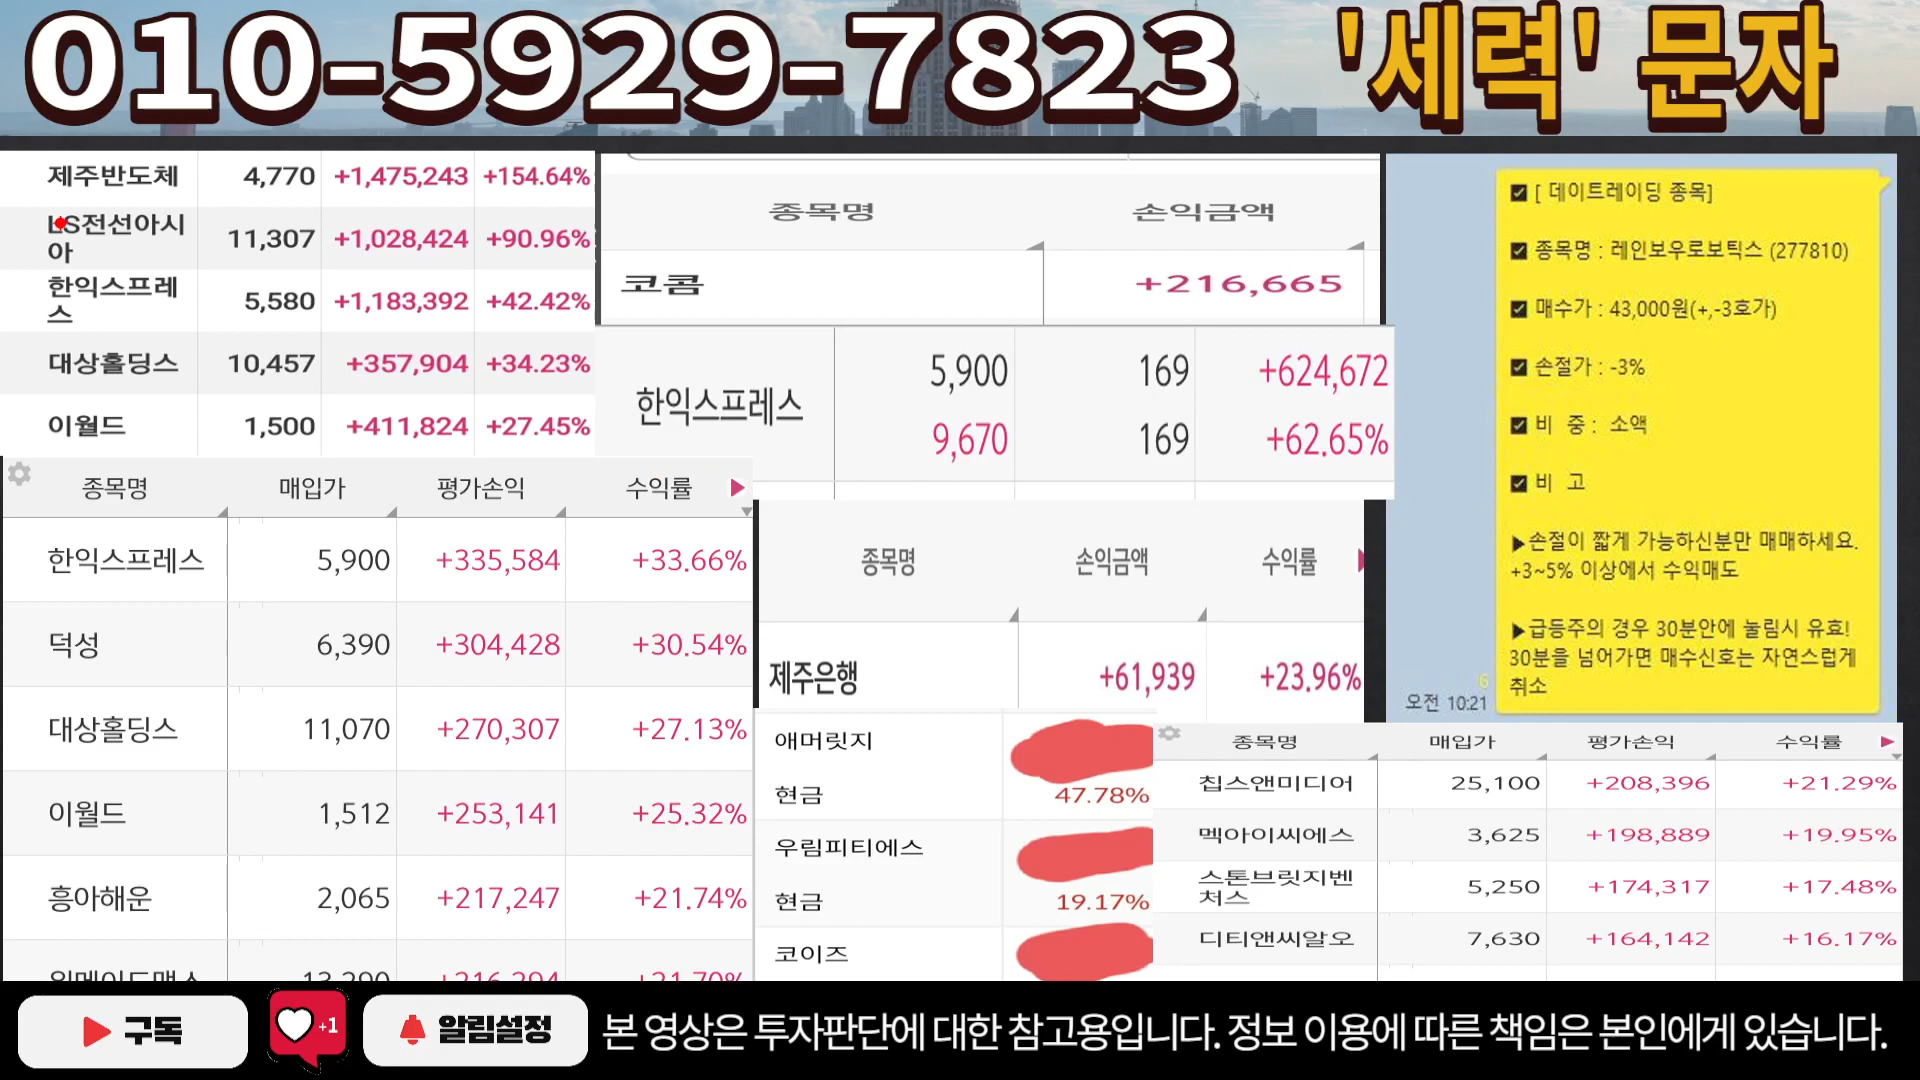 010-5929-7823 '세력' 문자
제주반도체 4,770 +1,475,243 +154.64%
LS전선아시아 11,307 +1,028,424 +90.96%
한익스프레스 5,580 +1,183,392 +42.42%
대상홀딩스 10,457 +357,904 +34.23%
이월드 1,500 +411,824 +27.45%
종목명 손익금액
코콤 +216,665
한익스프레스 5,900 169 +624,672
9,670 169 +62.65%
[ 데이트레이딩 종목]
종목명 : 레인보우로보틱스 (277810)
매수가 : 43,000원(+,-3호가)
손절가 : -3%
비 중 : 소액
비 고
▶손절이 짧게 가능하신분만 매매하세요.
+3~5% 이상에서 수익매도
▶급등주의 경우 30분안에 눌림시 유효!
30분을 넘어가면 매수신호는 자연스럽게
취소
6
오전 10:21
종목명 매입가 평가손익 수익률
한익스프레스 5,900 +335,584 +33.66%
덕성 6,390 +304,428 +30.54%
대상홀딩스 11,070 +270,307 +27.13%
이월드 1,512 +253,141 +25.32%
흥아해운 2,065 +217,247 +21.74%
종목명 손익금액 수익률
제주은행 +61,939 +23.96%
애머릿지
현금 47.78%
우림피티에스
현금 19.17%
코이즈
종목명 매입가 평가손익 수익률
칩스앤미디어 25,100 +208,396 +21.29%
멕아이씨에스 3,625 +198,889 +19.95%
스톤브릿지벤처스 5,250 +174,317 +17.48%
디티앤씨알오 7,630 +164,142 +16.17%
구독 +1 알림설정 본 영상은 투자판단에 대한 참고용입니다. 정보 이용에 따른 책임은 본인에게 있습니다.